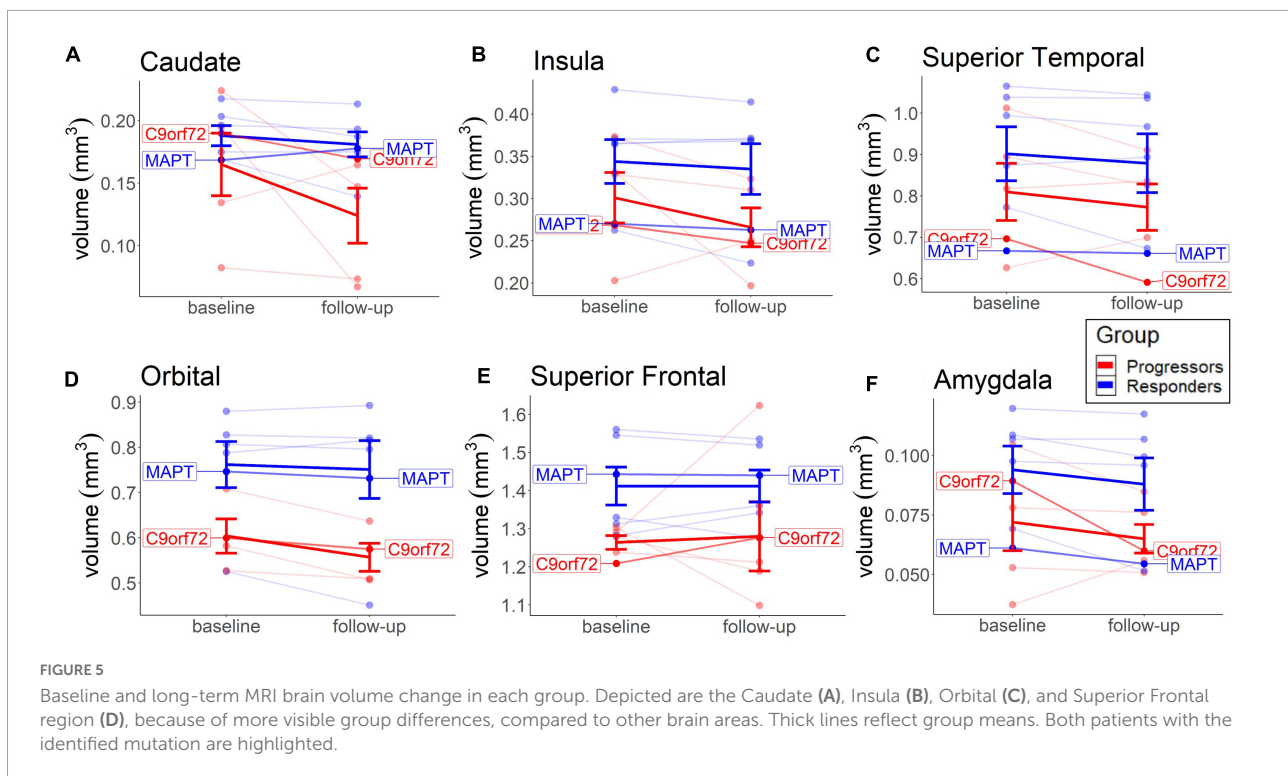 A
Caudate
volume (mm³)
0.20
0.15
0.10
C9orf72
MAPT
MAPT
C9orf72
baseline
follow-up
B
Insula
volume (mm³)
0.40
0.35
0.30
0.25
0.20
MAPT
2
MAPT
C9orf72
baseline
follow-up
C
Superior Temporal
volume (mm³)
1.0
0.9
0.8
0.7
0.6
C9orf72
MAPT
MAPT
C9orf72
baseline
follow-up
Group
Progressors
Responders
D
Orbital
volume (mm³)
0.9
0.8
0.7
0.6
0.5
MAPT
C9orf72
MAPT
C9orf72
baseline
follow-up
E
Superior Frontal
volume (mm³)
1.6
1.5
1.4
1.3
1.2
1.1
MAPT
C9orf72
MAPT
C9orf72
baseline
follow-up
F
Amygdala
volume (mm³)
0.100
0.075
0.050
C9orf72
MAPT
C9orf72
MAPT
baseline
follow-up
FIGURE 5
Baseline and long-term MRI brain volume change in each group. Depicted are the Caudate (A), Insula (B), Orbital (C), and Superior Frontal
region (D), because of more visible group differences, compared to other brain areas. Thick lines reflect group means. Both patients with the
identified mutation are highlighted.